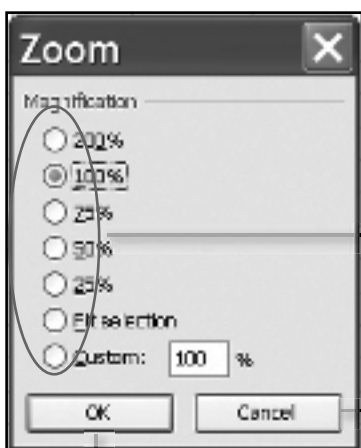 Zoom
Magnification
200%
100%
75%
50%
25%
Fit selection
Custom: 100 %
OK Cancel